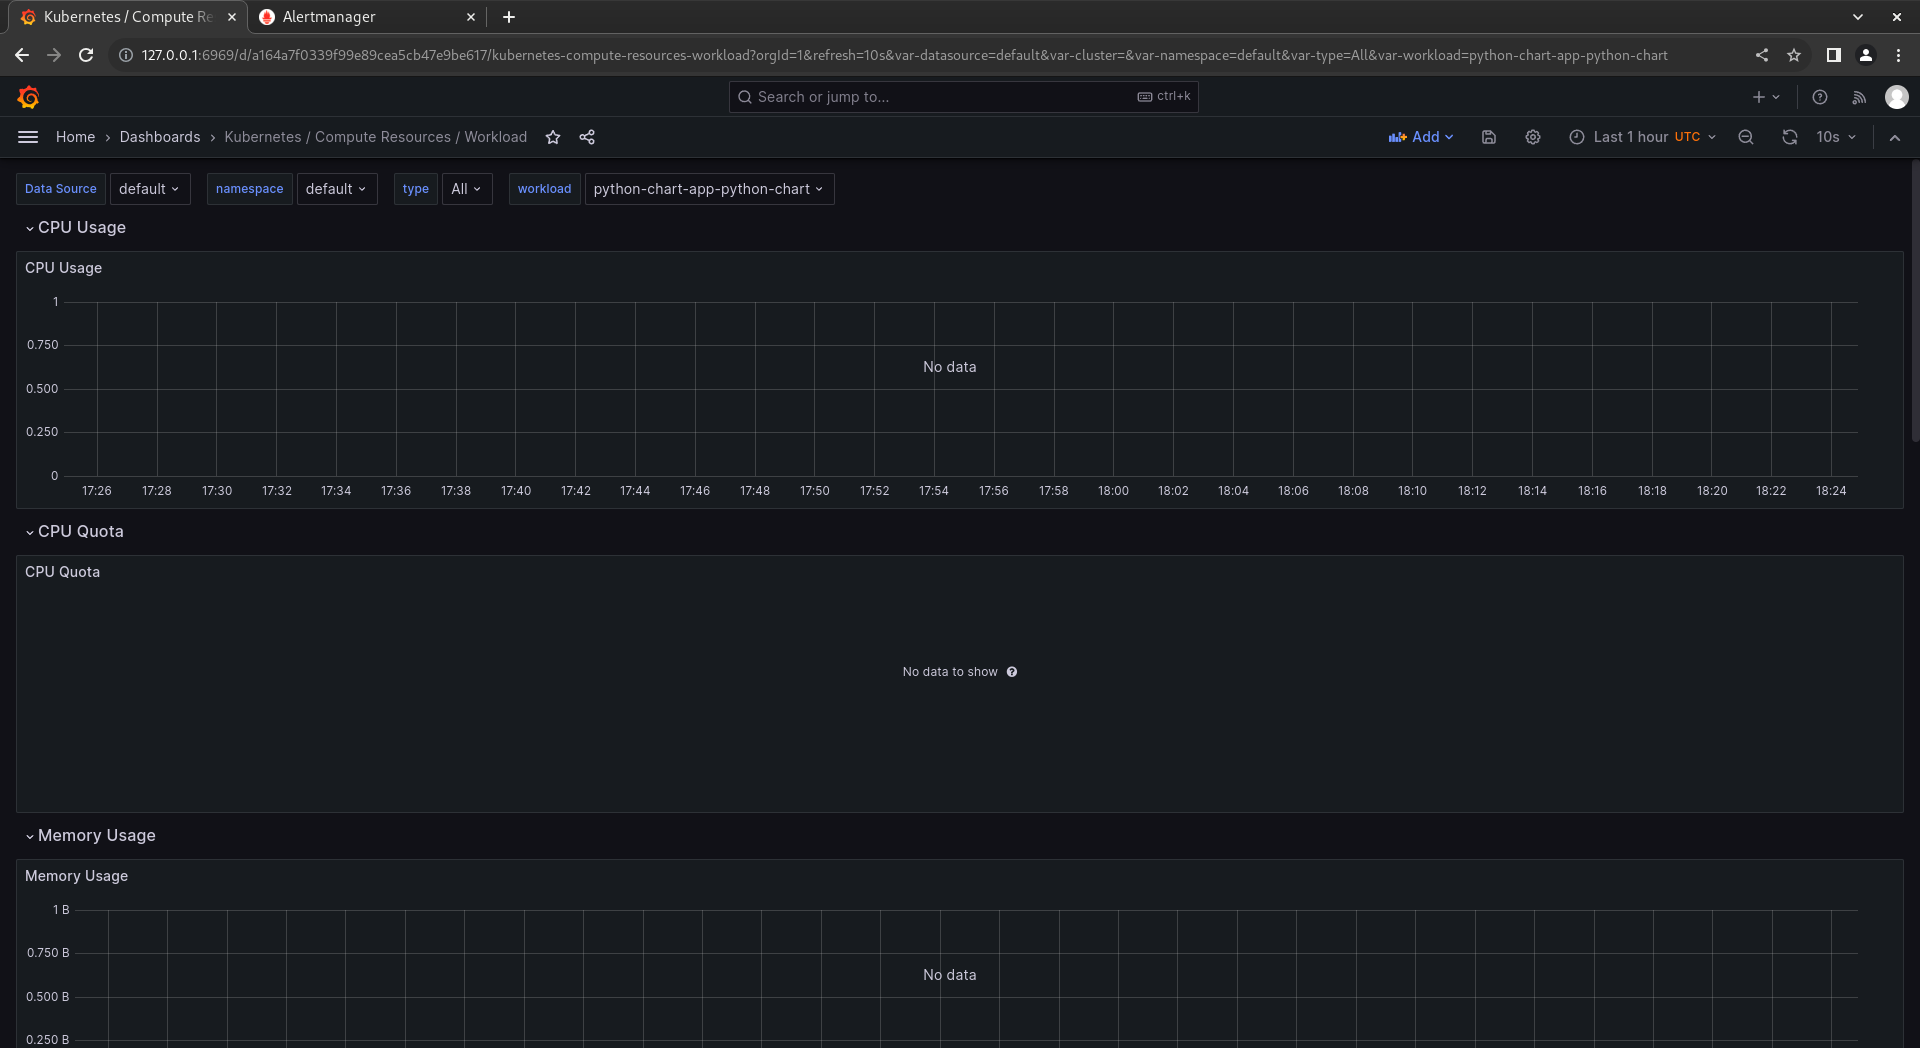 Kubernetes / Compute Re
Alertmanager
127.0.0.1:6969/d/a164a7f0339f99e89cea5cb47e9be617/kubernetes-compute-resources-workload?orgId=1&refresh=10s&var-datasource=default&var-cluster=&var-namespace=default&var-type=All&var-workload=python-chart-app-python-chart
Search or jump to...
ctrl+k
Home › Dashboards › Kubernetes / Compute Resources / Workload
Add
Last 1 hour UTC
10s
Data Source default namespace default type All workload python-chart-app-python-chart
CPU Usage
CPU Usage
1
0.750
No data
0.500
0.250
0
17:26 17:28 17:30 17:32 17:34 17:36 17:38 17:40 17:42 17:44 17:46 17:48 17:50 17:52 17:54 17:56 17:58 18:00 18:02 18:04 18:06 18:08 18:10 18:12 18:14 18:16 18:18 18:20 18:22 18:24
CPU Quota
CPU Quota
No data to show
Memory Usage
Memory Usage
1 B
0.750 B
No data
0.500 B
0.250 B